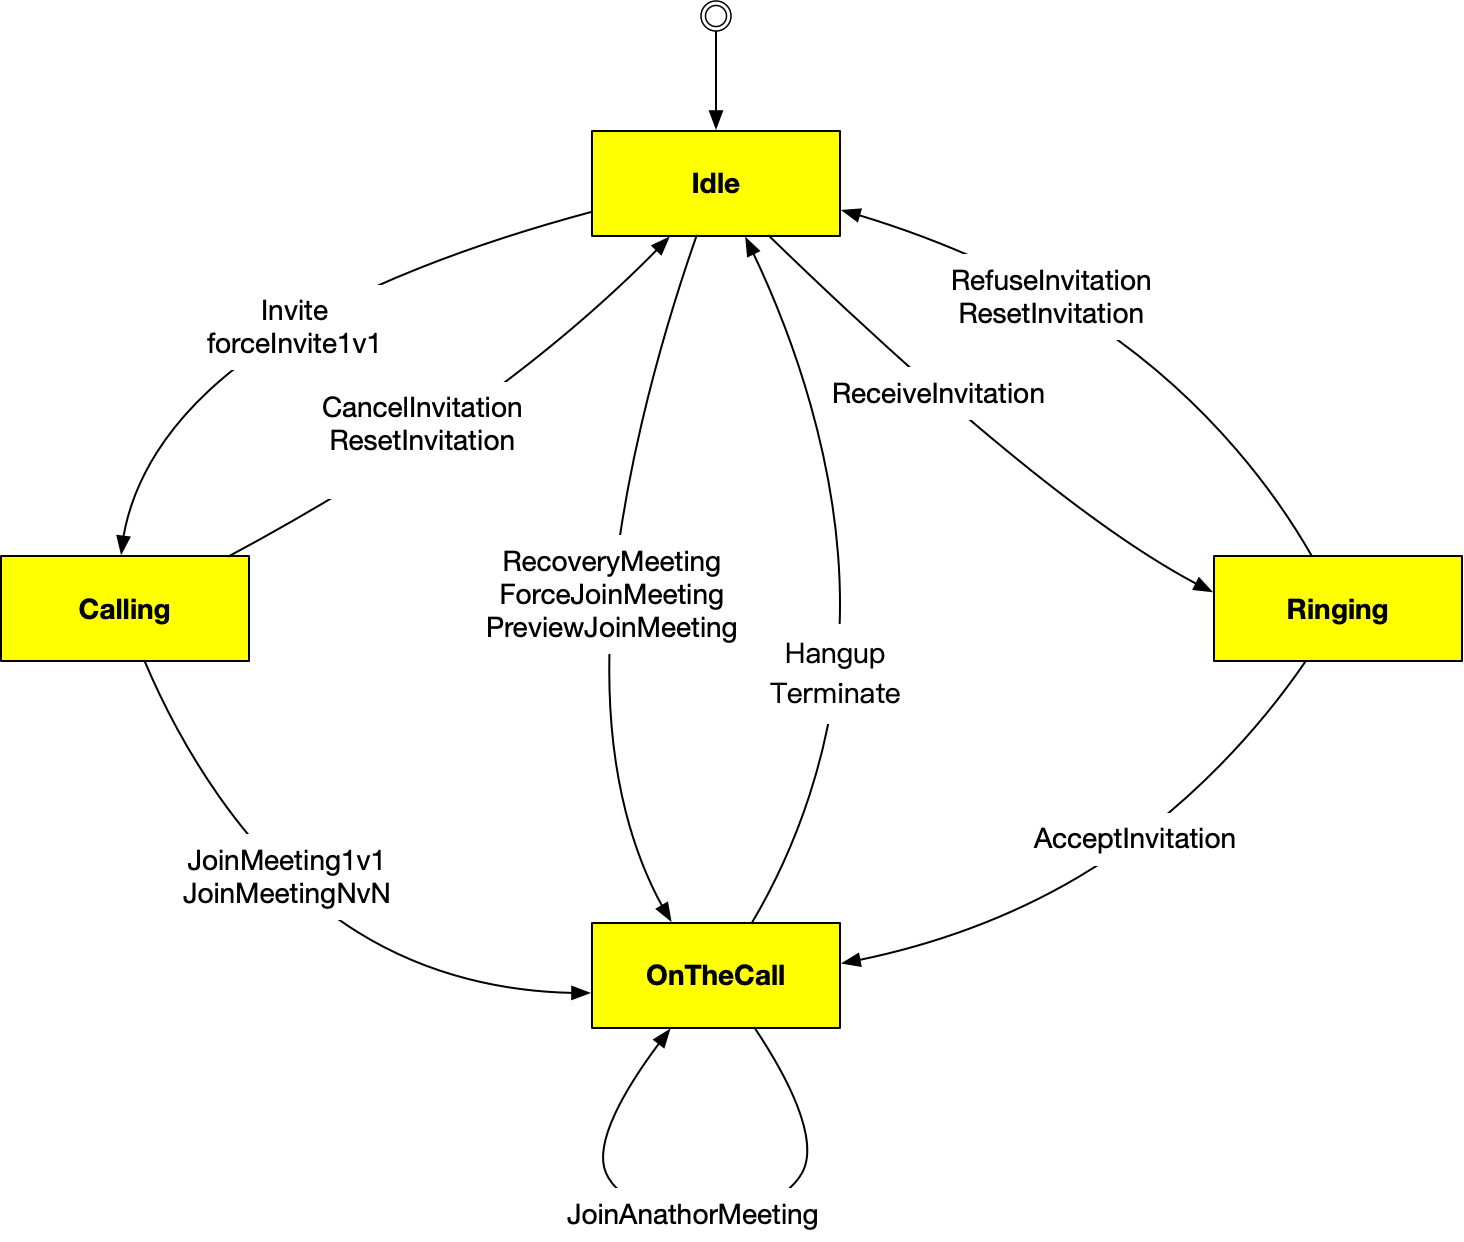 Idle
Invite
forceInvite1v1
RefuseInvitation
ResetInvitation
CancelInvitation
ResetInvitation
ReceiveInvitation
Calling
RecoveryMeeting
ForceJoinMeeting
PreviewJoinMeeting
Hangup
Terminate
Ringing
JoinMeeting1v1
JoinMeetingNvN
AcceptInvitation
OnTheCall
JoinAnathorMeeting